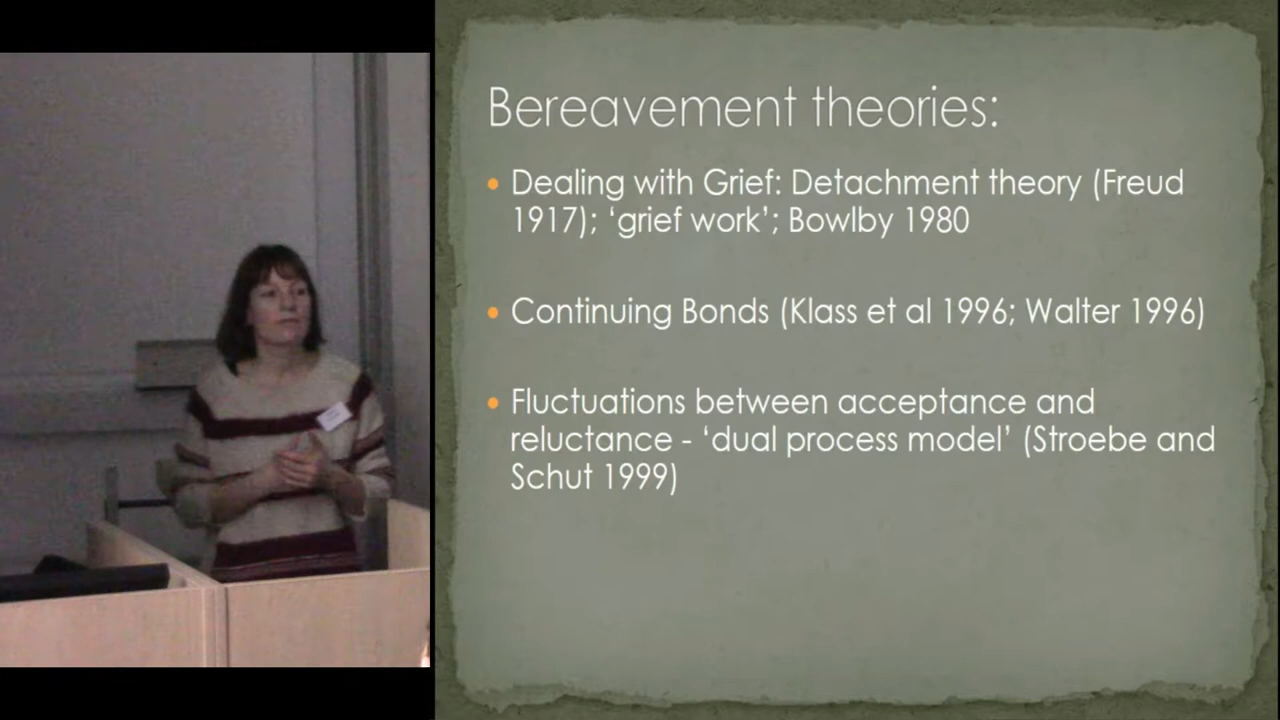 Bereavement theories:
• Dealing with Grief: Detachment theory (Freud
1917); ‘grief work’; Bowlby 1980
• Continuing Bonds (Klass et al 1996; Walter 1996)
• Fluctuations between acceptance and
reluctance - ‘dual process model’ (Stroebe and
Schut 1999)